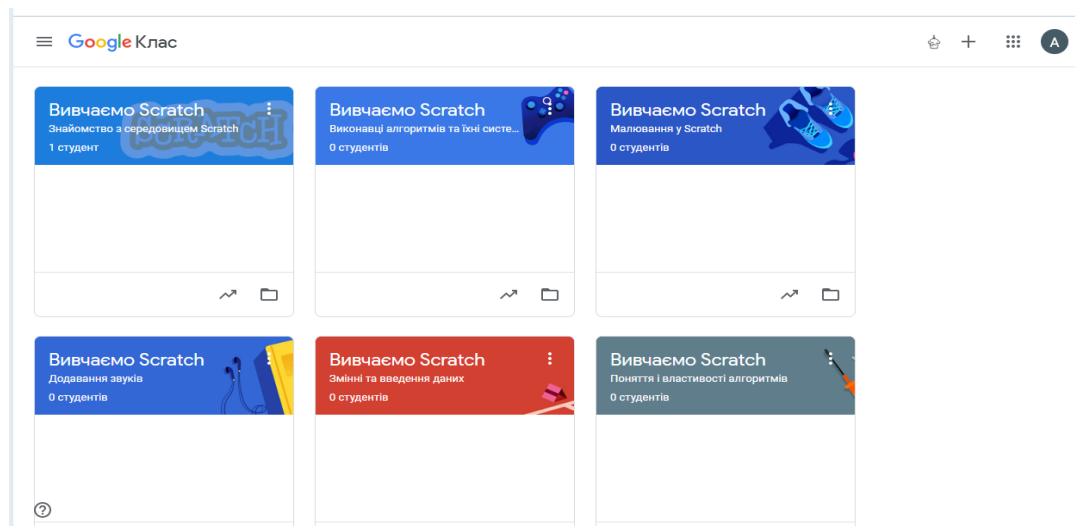 Google Клас
A
Вивчаємо Scratch
Знайомство з середовищем Scratch
1 студент
SCRATCH
Вивчаємо Scratch
Виконавці алгоритмів та їхні систе...
0 студентів
Вивчаємо Scratch
Малювання у Scratch
0 студентів
Вивчаємо Scratch
Додавання звуків
0 студентів
Вивчаємо Scratch
Змінні та введення даних
0 студентів
Вивчаємо Scratch
Поняття і властивості алгоритмів
0 студентів